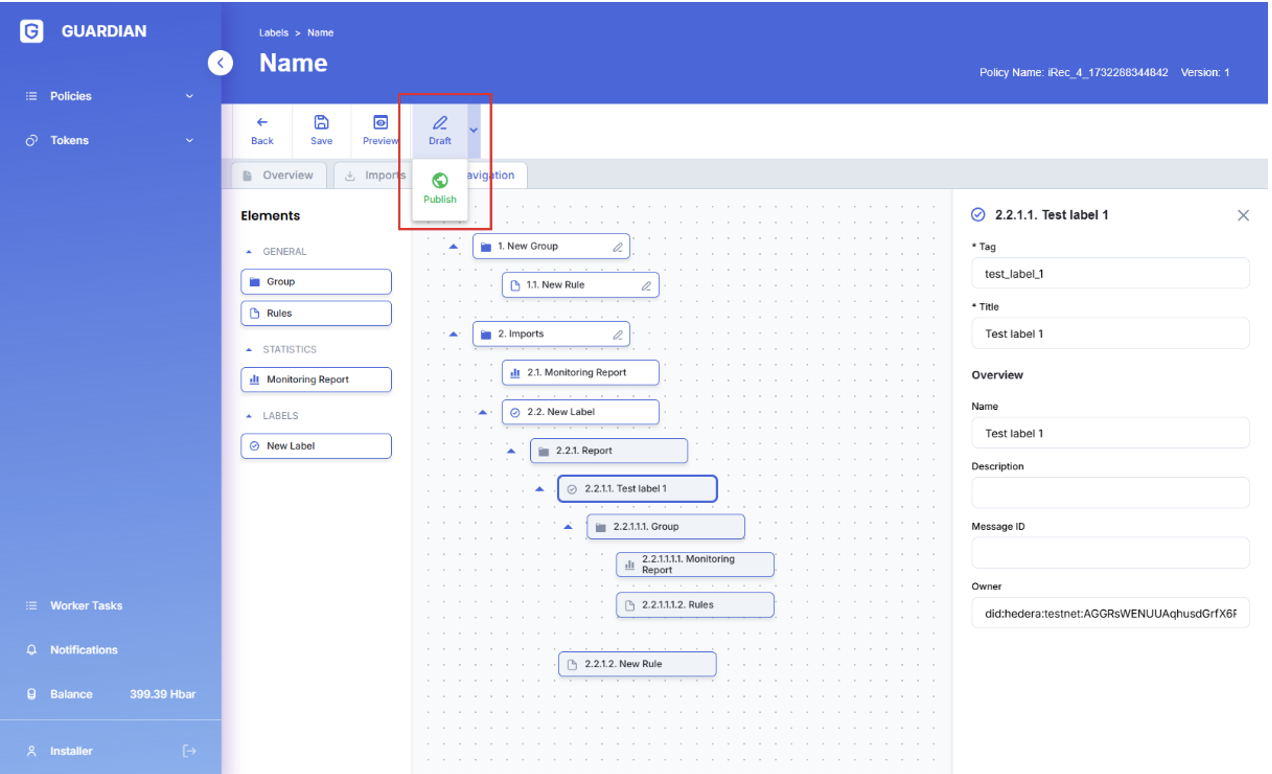 GUARDIAN
Policies
Tokens
Worker Tasks
Notifications
Balance 399.39 Hbar
Installer
Labels > Name
Name
Policy Name: iRec_4_1732288344842 Version: 1
Back
Save
Preview
Draft
Publish
Overview
Imports
avigation
Elements
GENERAL
Group
Rules
STATISTICS
Monitoring Report
LABELS
New Label
1. New Group
1.1. New Rule
2. Imports
2.1. Monitoring Report
2.2. New Label
2.2.1. Report
2.2.1.1. Test label 1
2.2.1.1.1. Group
2.2.1.1.1.1. Monitoring
Report
2.2.1.1.1.2. Rules
2.2.1.2. New Rule
2.2.1.1. Test label 1
* Tag
test_label_1
* Title
Test label 1
Overview
Name
Test label 1
Description
Message ID
Owner
did:hedera:testnet:AGGRsWENUUAqhusdGrfX6F